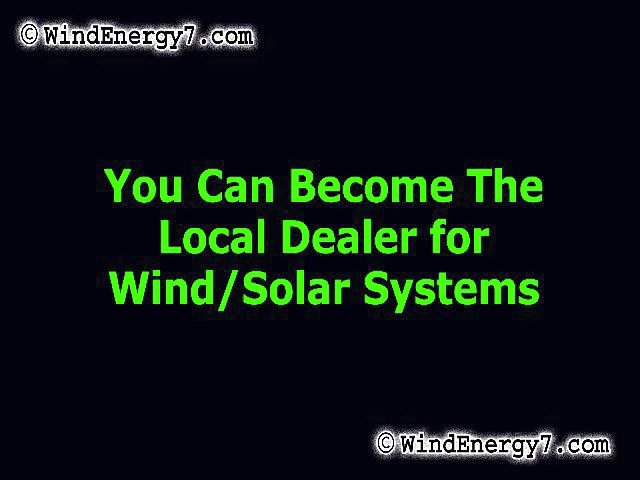 © WindEnergy7.com
You Can Become The
Local Dealer for
Wind/Solar Systems
© WindEnergy7.com